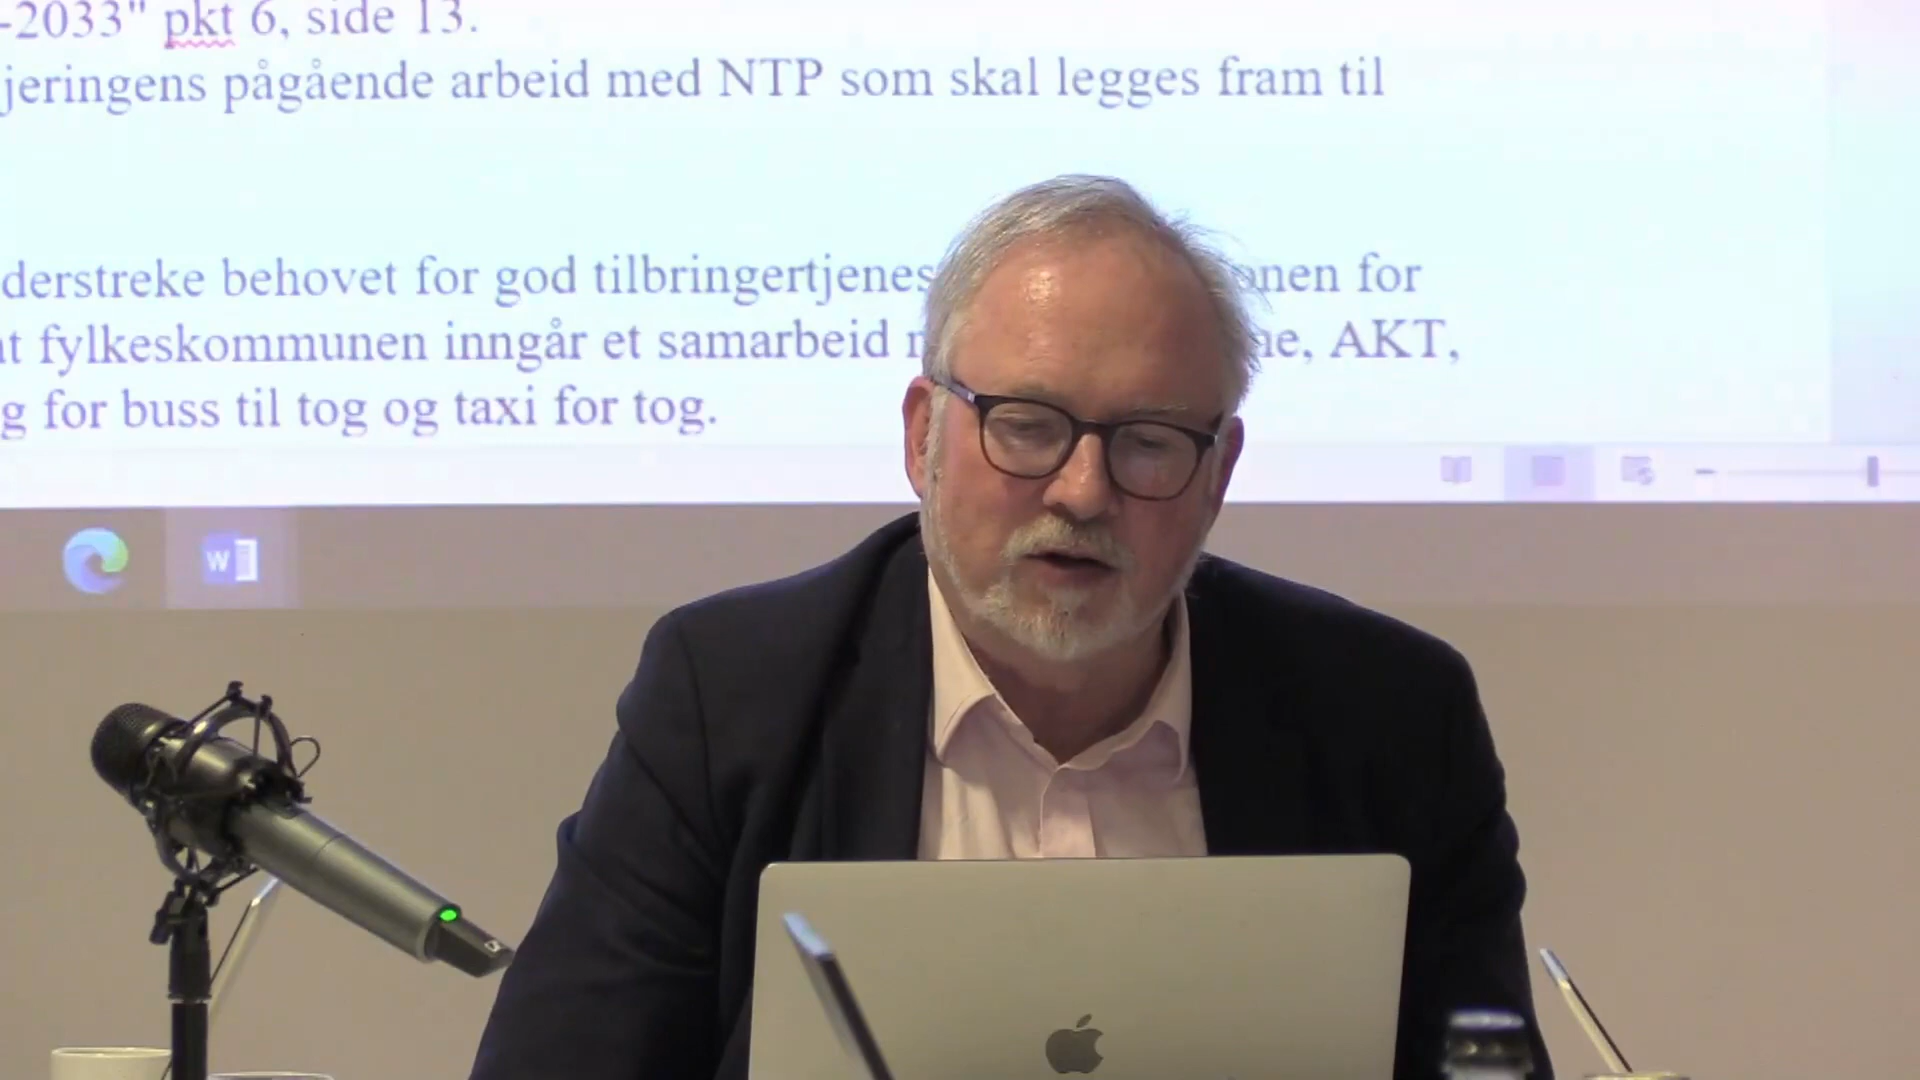 -2033" pkt 6, side 13.
jeringens pågående arbeid med NTP som skal legges fram til
derstreke behovet for god tilbringertjenes onen for
at fylkeskommunen inngår et samarbeid ne, AKT,
g for buss til tog og taxi for tog.
W